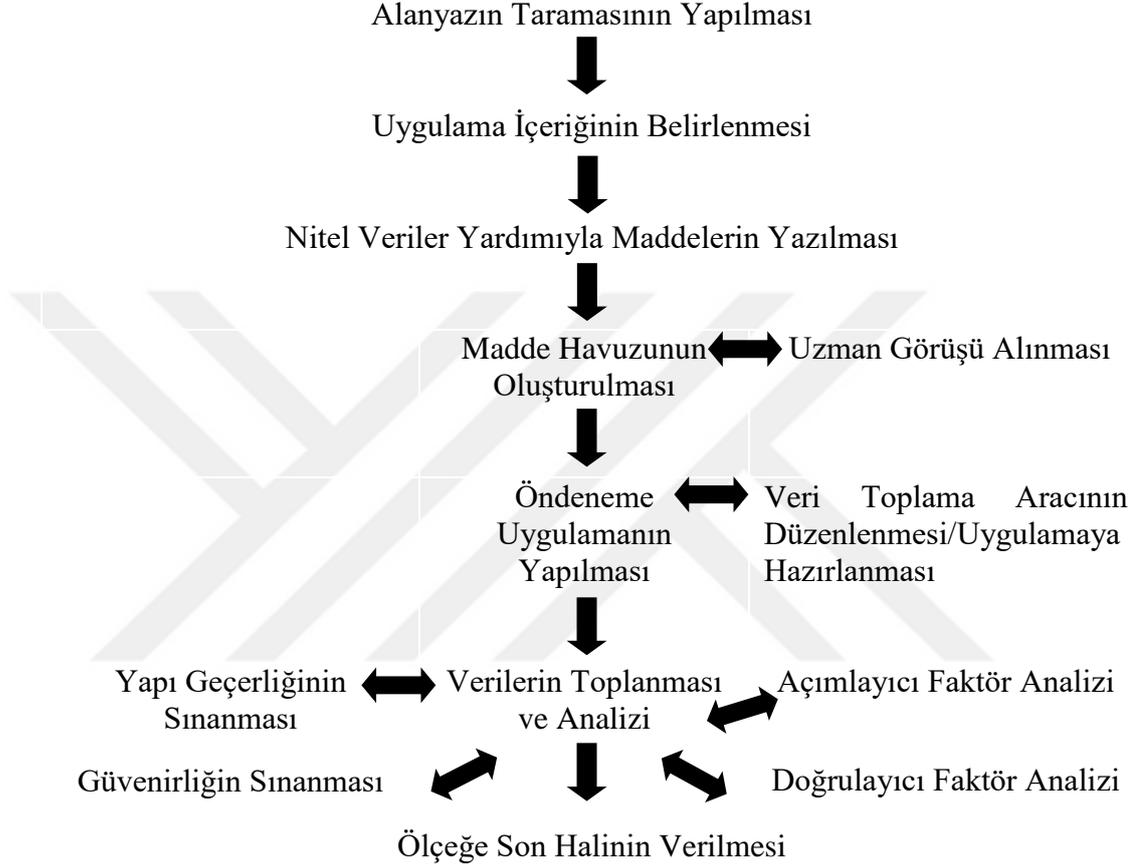 Alanyazın Taramasının Yapılması
Uygulama İçeriğinin Belirlenmesi
Nitel Veriler Yardımıyla Maddelerin Yazılması
Madde Havuzunun
Oluşturulması
Uzman Görüşü Alınması
Öndeneme
Uygulamanın
Yapılması
Veri Toplama Aracının
Düzenlenmesi/Uygulamaya
Hazırlanması
Yapı Geçerliğinin
Sınanması
Verilerin Toplanması
ve Analizi
Açımlayıcı Faktör Analizi
Güvenirliğin Sınanması
Doğrulayıcı Faktör Analizi
Ölçeğe Son Halinin Verilmesi